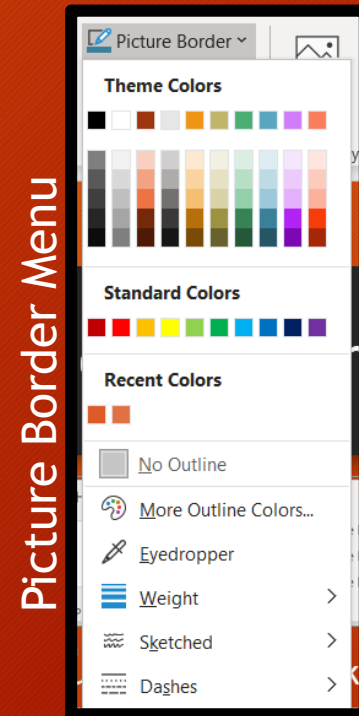 Picture Border Menu
Picture Border
Theme Colors
Standard Colors
Recent Colors
No Outline
More Outline Colors...
Eyedropper
Weight
Sketched
Dashes